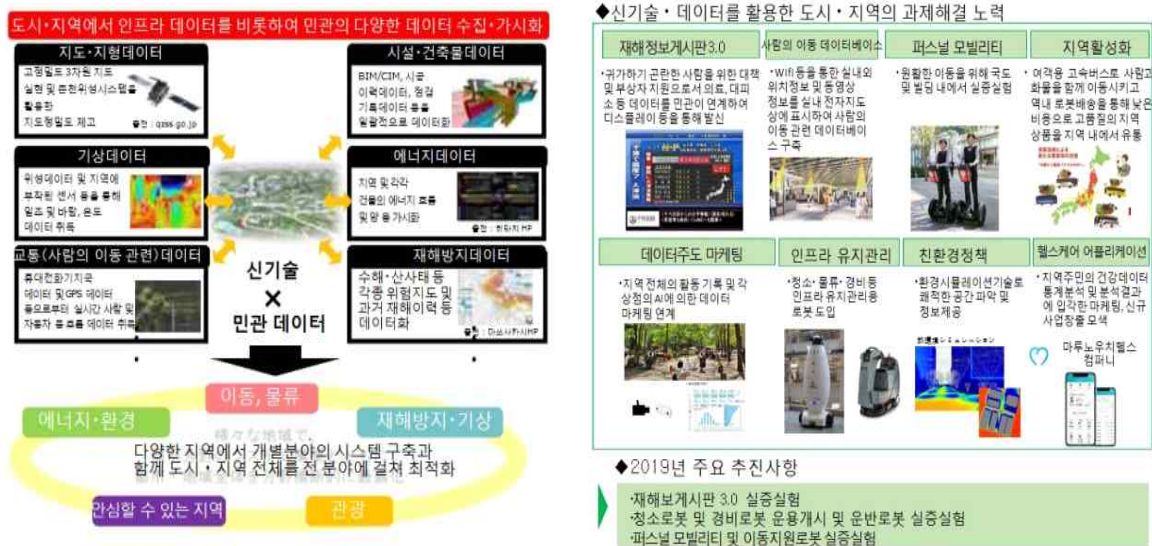 도시·지역에서 인프라 데이터를 비롯하여 민관의 다양한 데이터 수집·가시화
지도·지형데이터
고정밀도 3차원 지도
실현 및 준천위성시스템을
활용한
지도정밀도 제고
출전 : qzss.go.jp
시설·건축물데이터
BIM/CIM, 시공
이력데이터, 점검
기록데이터 등을
일괄적으로 데이터화
기상데이터
위성데이터 및 지역에
부착된 센서 등을 통해
일조 및 바람, 온도
데이터 취득
에너지데이터
지역 및 각각
건물의 에너지 흐름
및 양 등 가시화
출전 : 히타치 HP
교통(사람의 이동 관련)데이터
휴대전화기지국
데이터 및 GPS 데이터
등으로부터 실시간 사람 및
자동차 등 흐름 데이터 취득
재해방지데이터
수해·산사태 등
각종 위험지도 및
과거 재해이력 등
데이터화
신기술
×
민관 데이터
이동, 물류
에너지·환경
재해방지·기상
다양한 지역에서 개별분야의 시스템 구축과
함께 도시·지역 전체를 전 분야에 걸쳐 최적화
안심할 수 있는 지역
관광
◆신기술·데이터를 활용한 도시·지역의 과제해결 노력
재해정보게시판3.0
·귀가하기 곤란한 사람을 위한 대책
및 부상자 지원으로서 의료, 대피
소 등 데이터를 민관이 연계하여
디스플레이 등을 통해 발신
사람의 이동 데이터베이스
·Wifi 등을 통한 실내외
위치정보 및 동영상
정보를 실내 전자지도
상에 표시하여 사람의
이동 관련 데이터베이
스 구축
퍼스널 모빌리티
·원활한 이동을 위해 국도
및 빌딩 내에서 실증실험
지역활성화
·여객용 고속버스로 사람과
화물을 함께 이동시키고
역내 로봇배송을 통해 낮은
비용으로 고품질의 지역
상품을 지역 내에서 유통
데이터주도 마케팅
·지역 전체의 활동 기록 및 각
상점의 AI에 의한 데이터
마케팅 연계
인프라 유지관리
·청소·물류·경비 등
인프라 유지관리용
로봇 도입
친환경정책
·환경시뮬레이션기술로
쾌적한 공간 파악 및
정보제공
헬스케어 어플리케이션
·지역주민의 건강데이터
통계분석 및 분석결과
에 입각한 마케팅, 신규
사업창출 모색
마루노우치헬스
컴퍼니
◆2019년 주요 추진사항
·재해보게시판 3.0 실증실험
·청소로봇 및 경비로봇 운용개시 및 운반로봇 실증실험
·퍼스널 모빌리티 및 이동지원로봇 실증실험